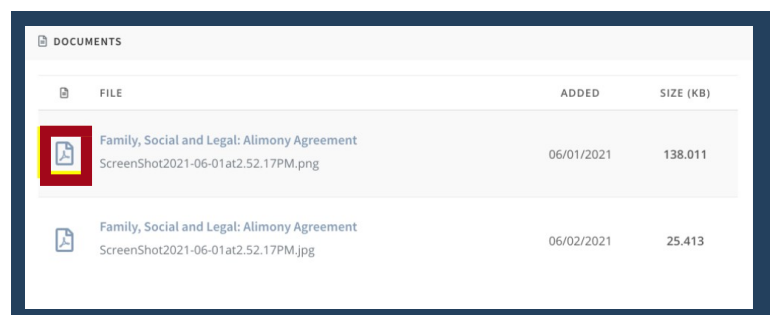 DOCUMENTS
FILE ADDED SIZE (KB)
Family, Social and Legal: Alimony Agreement
ScreenShot2021-06-01at2.52.17PM.png 06/01/2021 138.011
Family, Social and Legal: Alimony Agreement
ScreenShot2021-06-01at2.52.17PM.jpg 06/02/2021 25.413